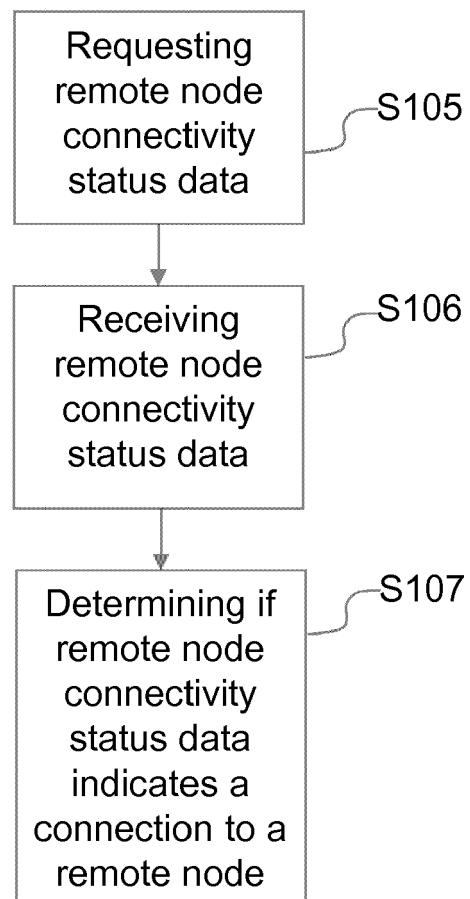 Requesting
remote node
connectivity
status data
S105
Receiving
remote node
connectivity
status data
S106
Determining if
remote node
connectivity
status data
indicates a
connection to a
remote node
S107